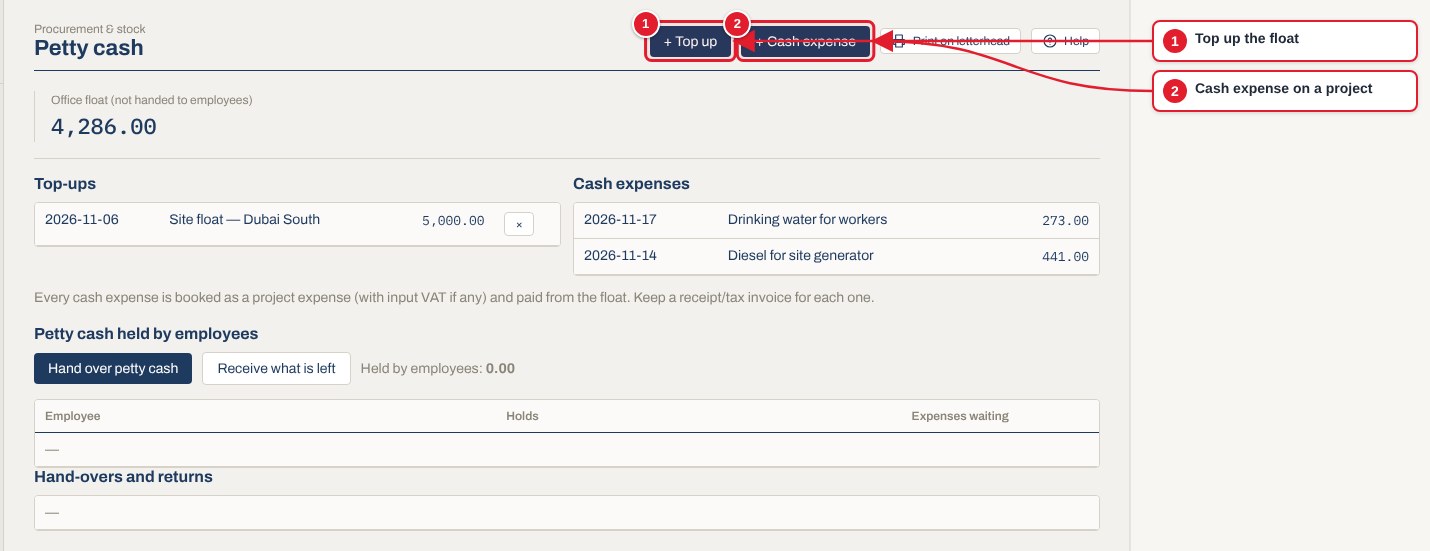 Procurement & stock
Petty cash
1
+ Top up
2
+ Cash expense
Print on letterhead
Help
1 Top up the float
2 Cash expense on a project
Office float (not handed to employees)
4,286.00
Top-ups
2026-11-06 Site float — Dubai South 5,000.00 ×
Cash expenses
2026-11-17 Drinking water for workers 273.00
2026-11-14 Diesel for site generator 441.00
Every cash expense is booked as a project expense (with input VAT if any) and paid from the float. Keep a receipt/tax invoice for each one.
Petty cash held by employees
Hand over petty cash Receive what is left Held by employees: 0.00
Employee Holds Expenses waiting
—
Hand-overs and returns
—